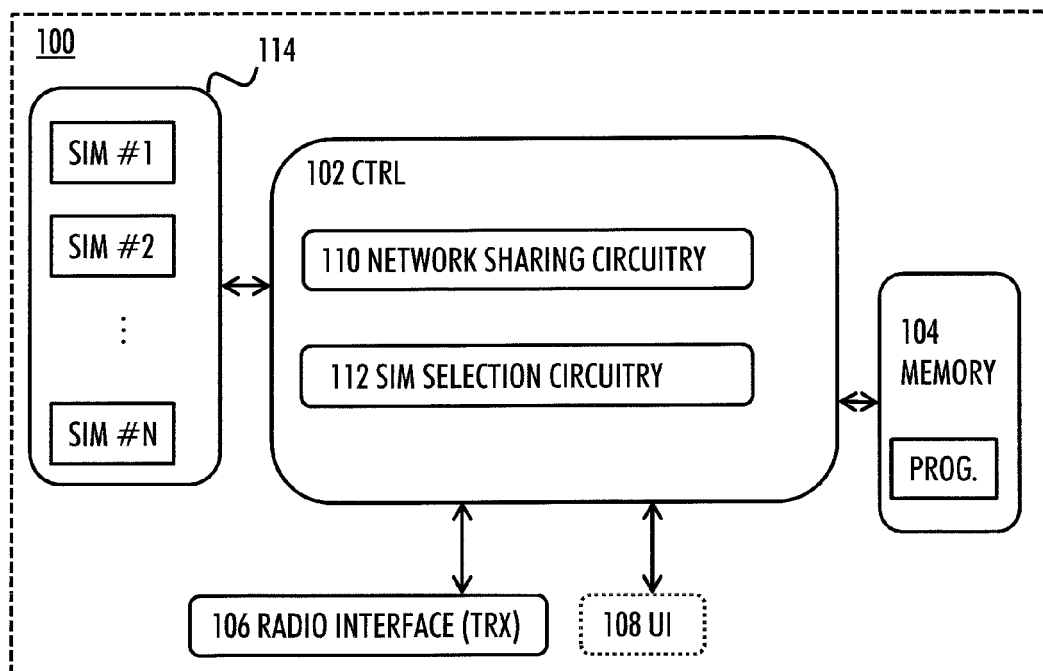 100
114
SIM #1
SIM #2
⋮
SIM #N
102 CTRL
110 NETWORK SHARING CIRCUITRY
112 SIM SELECTION CIRCUITRY
104
MEMORY
PROG.
106 RADIO INTERFACE (TRX)
108 UI